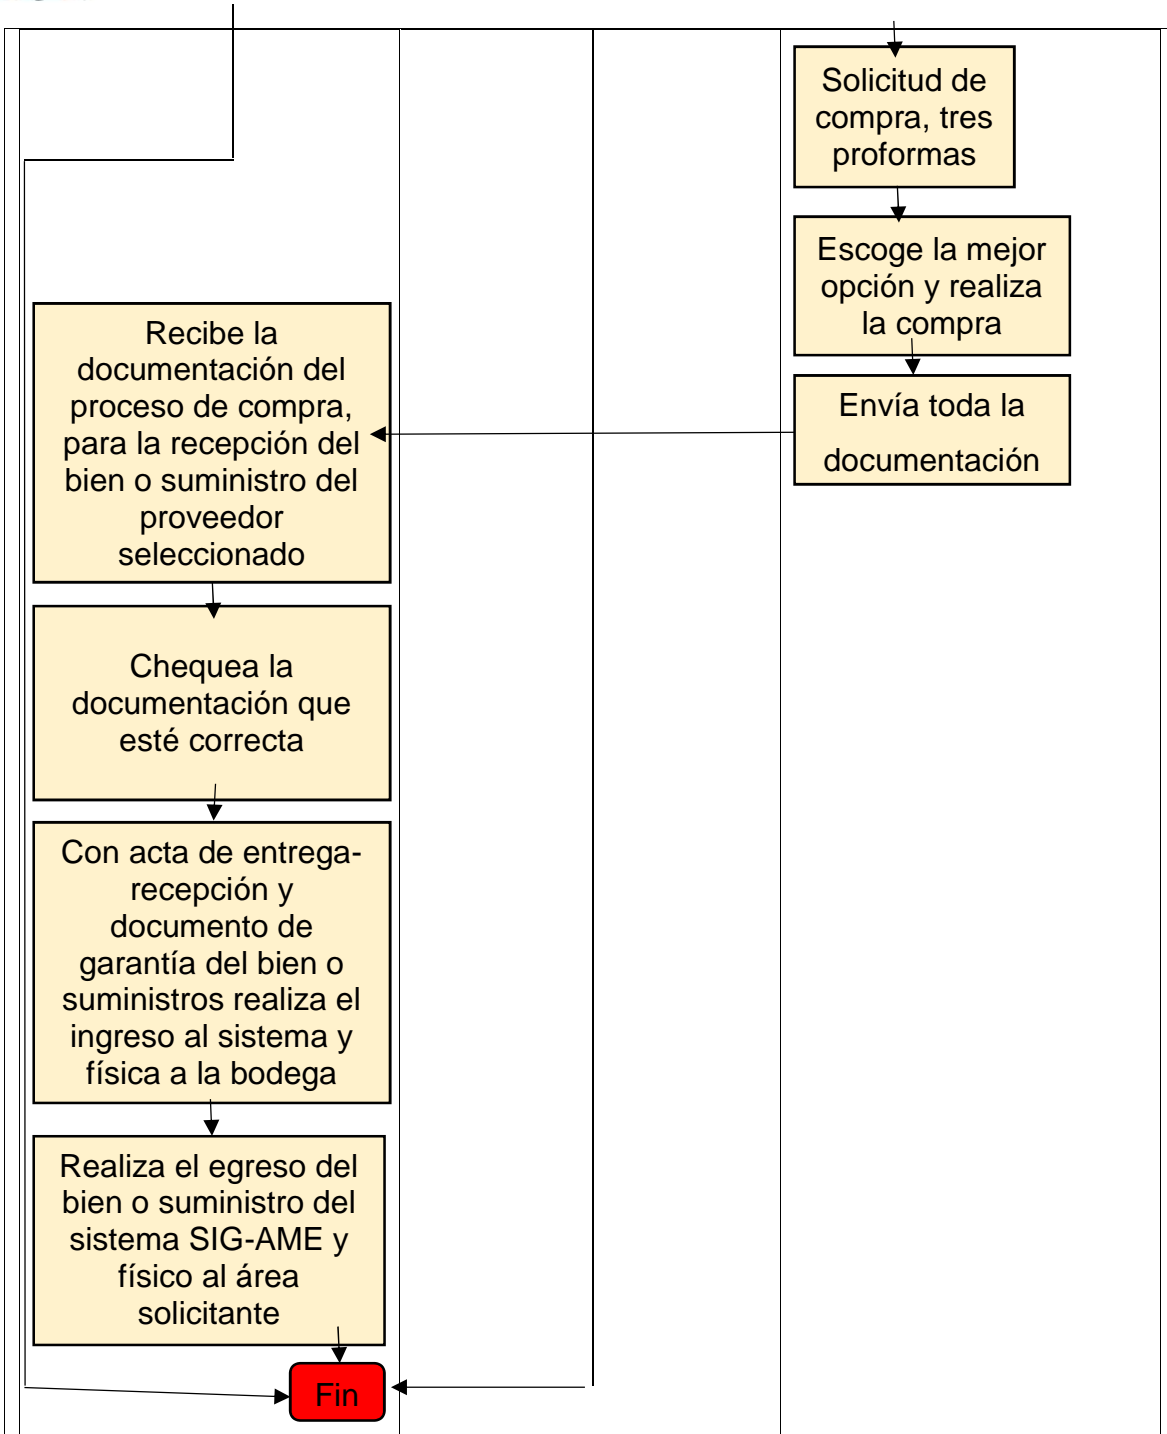 Solicitud de
compra, tres
proformas
Escoge la mejor
opción y realiza
la compra
Envía toda la
documentación
Recibe la
documentación del
proceso de compra,
para la recepción del
bien o suministro del
proveedor
seleccionado
Chequea la
documentación que
esté correcta
Con acta de entrega-
recepción y
documento de
garantía del bien o
suministros realiza el
ingreso al sistema y
física a la bodega
Realiza el egreso del
bien o suministro del
sistema SIG-AME y
físico al área
solicitante
Fin